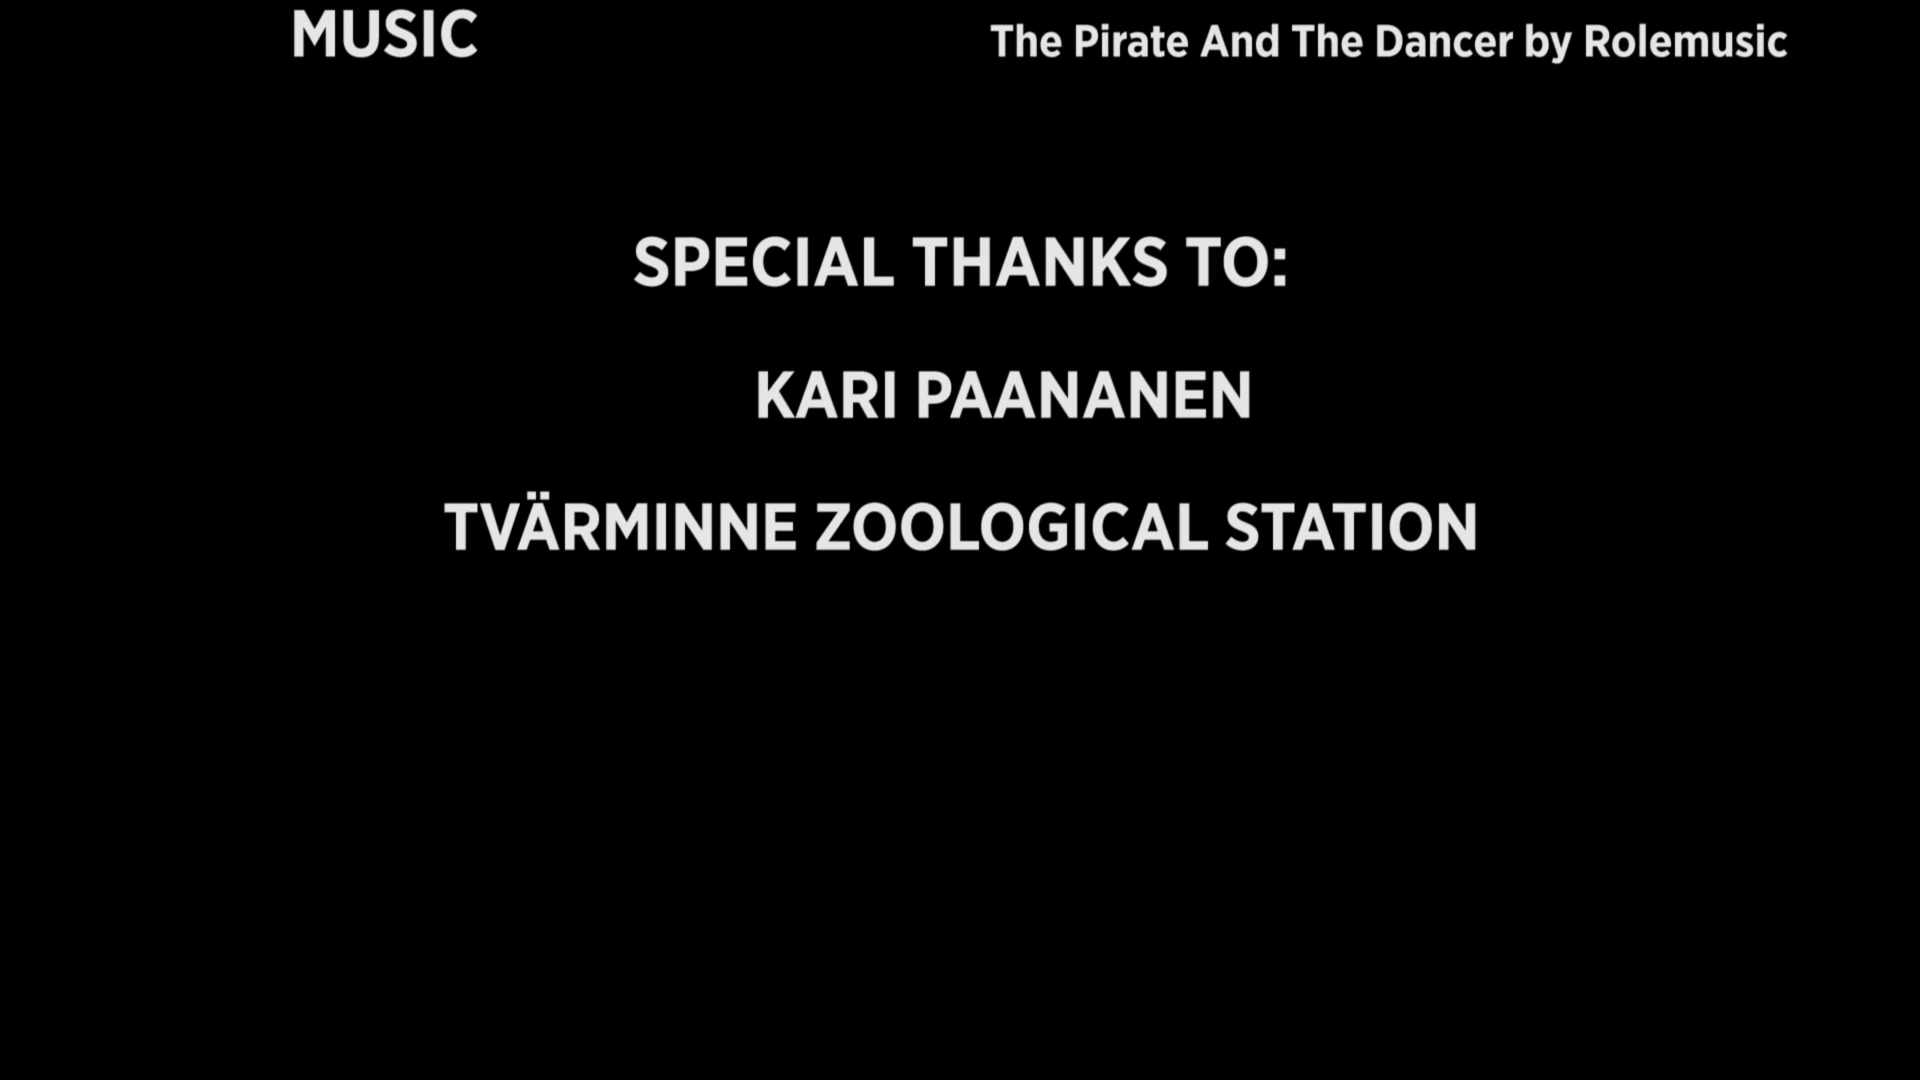 MUSIC The Pirate And The Dancer by Rolemusic
SPECIAL THANKS TO:
KARI PAANANEN
TVÄRMINNE ZOOLOGICAL STATION